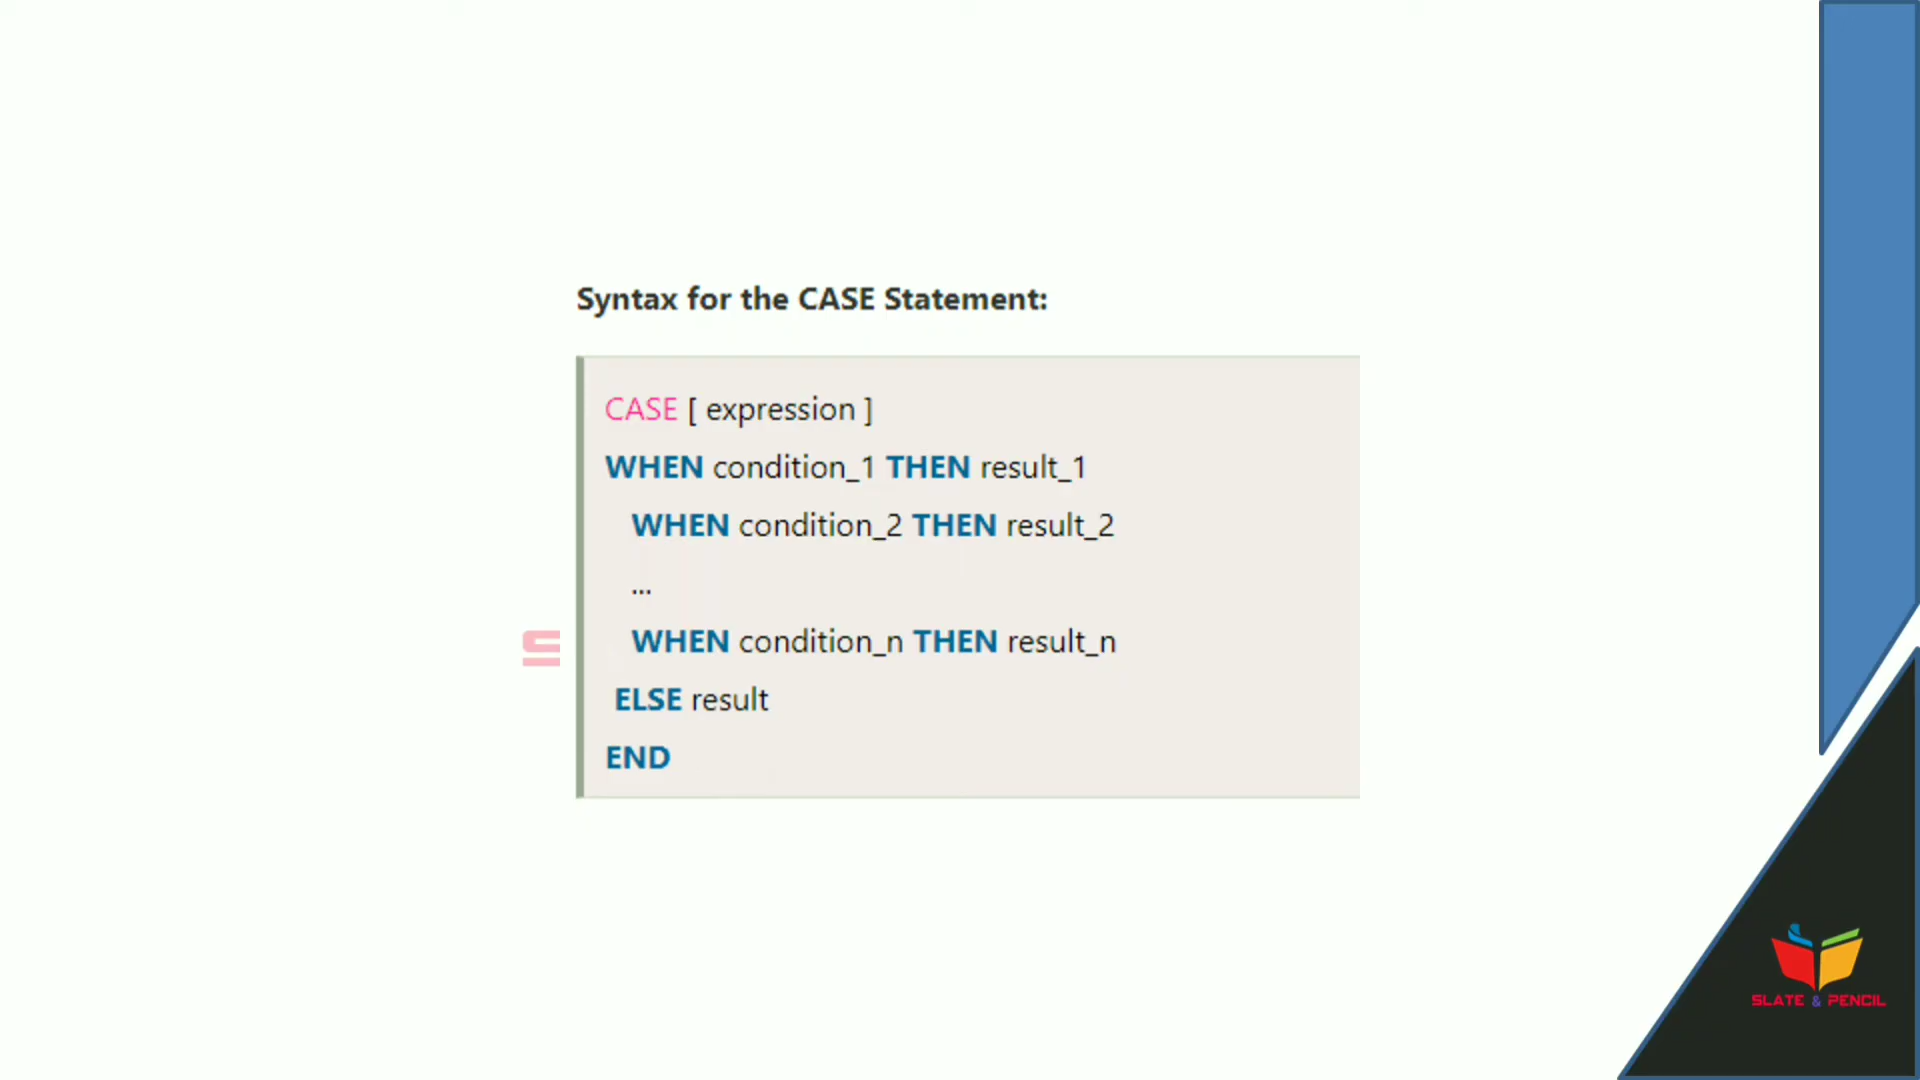 Syntax for the CASE Statement:
CASE [ expression ]
WHEN condition_1 THEN result_1
WHEN condition_2 THEN result_2
...
WHEN condition_n THEN result_n
ELSE result
END
SLATE & PENCIL